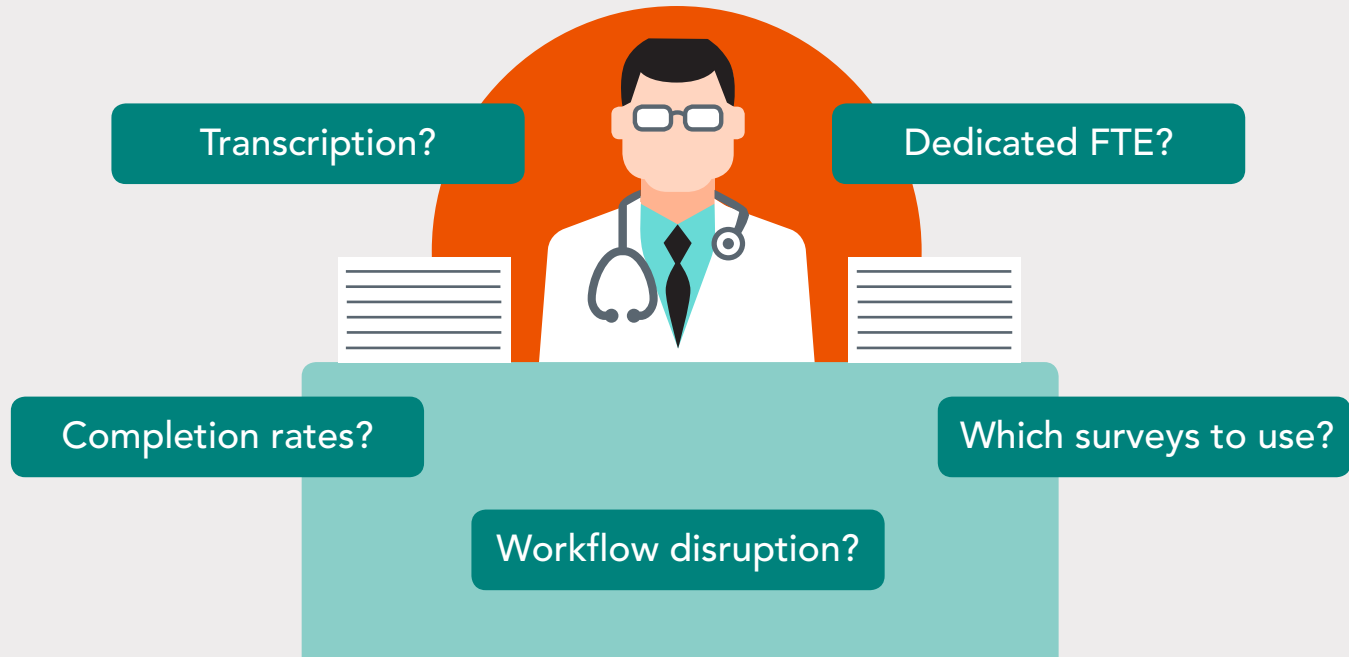 Transcription?
Dedicated FTE?
Completion rates?
Which surveys to use?
Workflow disruption?